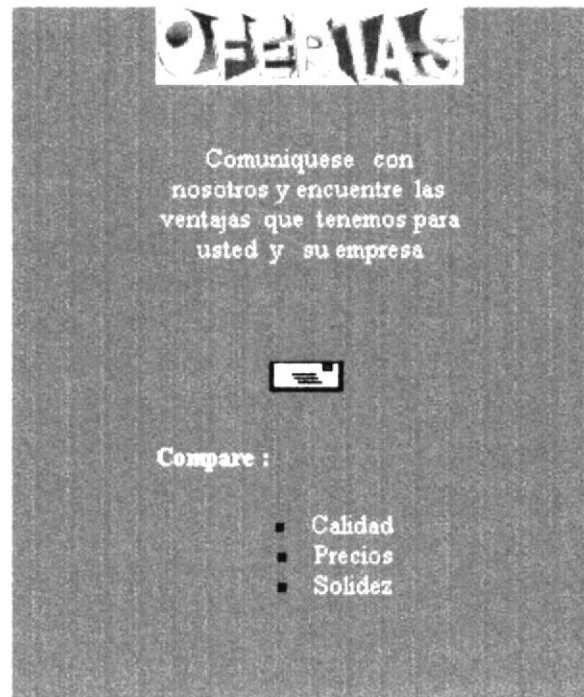 OFERTAS
Comuniquese con
nosotros y encuentre las
ventajas que tenemos para
usted y su empresa
Compare :
Calidad
Precios
Solidez